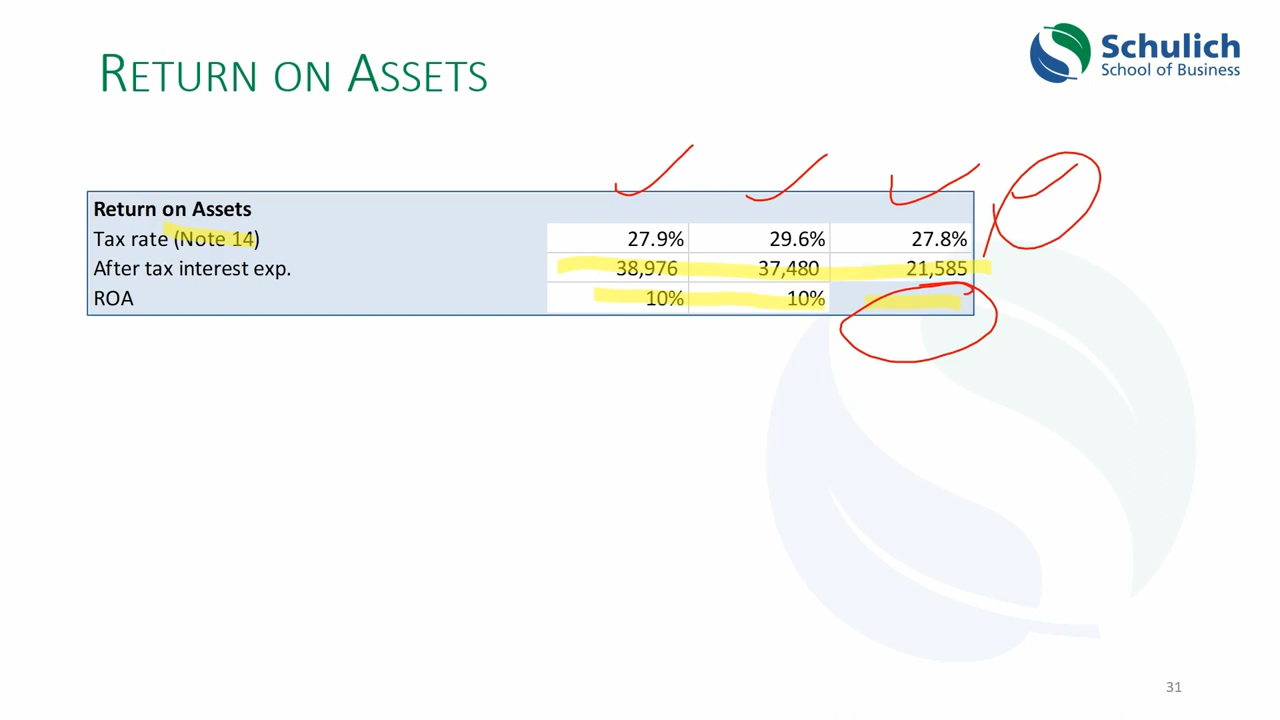 RETURN ON ASSETS
Schulich
School of Business
Return on Assets
Tax rate (Note 14) 27.9% 29.6% 27.8%
After tax interest exp. 38,976 37,480 21,585
ROA 10% 10%
31